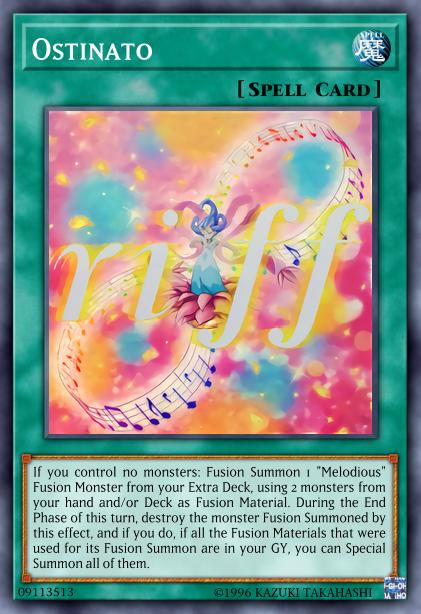 OSTINATO
SPELL
魔
[SPELL CARD]
riff
If you control no monsters: Fusion Summon 1 "Melodious"
Fusion Monster from your Extra Deck, using 2 monsters from
your hand and/or Deck as Fusion Material. During the End
Phase of this turn, destroy the monster Fusion Summoned by
this effect, and if you do, if all the Fusion Materials that were
used for its Fusion Summon are in your GY, you can Special
Summon all of them.
09113513
©1996 KAZUKI TAKAHASHI